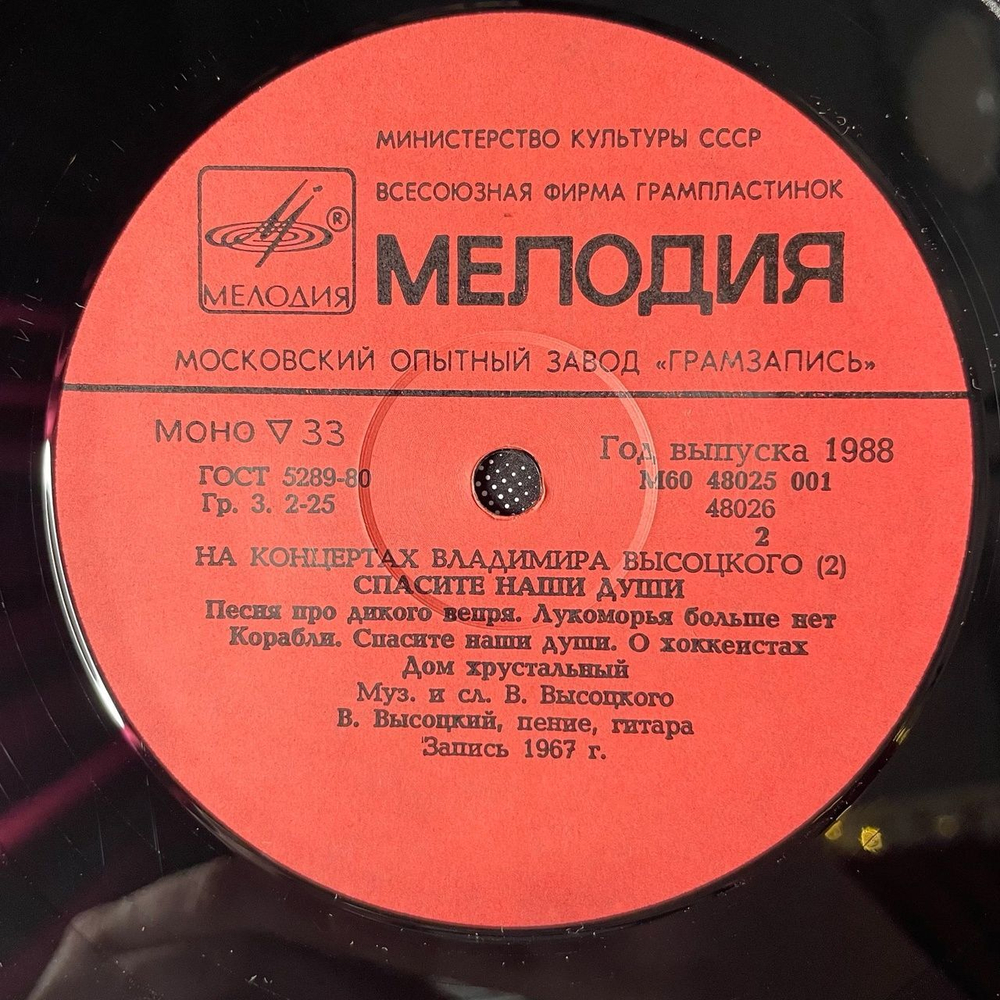 МИНИСТЕРСТВО КУЛЬТУРЫ СССР
ВСЕСОЮЗНАЯ ФИРМА ГРАМПЛАСТИНОК
®
МЕЛОДИЯ
МЕЛОДИЯ
МОСКОВСКИЙ ОПЫТНЫЙ ЗАВОД «ГРАМЗАПИСЬ»
МОНО ▽ 33
Год выпуска 1988
ГОСТ 5289-80
М60 48025 001
Гр. 3. 2-25
48026
2
НА КОНЦЕРТАХ ВЛАДИМИРА ВЫСОЦКОГО (2)
СПАСИТЕ НАШИ ДУШИ
Песня про дикого вепря. Лукоморья больше нет
Корабли. Спасите наши души. О хоккеистах
Дом хрустальный
Муз. и сл. В. Высоцкого
В. Высоцкий, пение, гитара
Запись 1967 г.